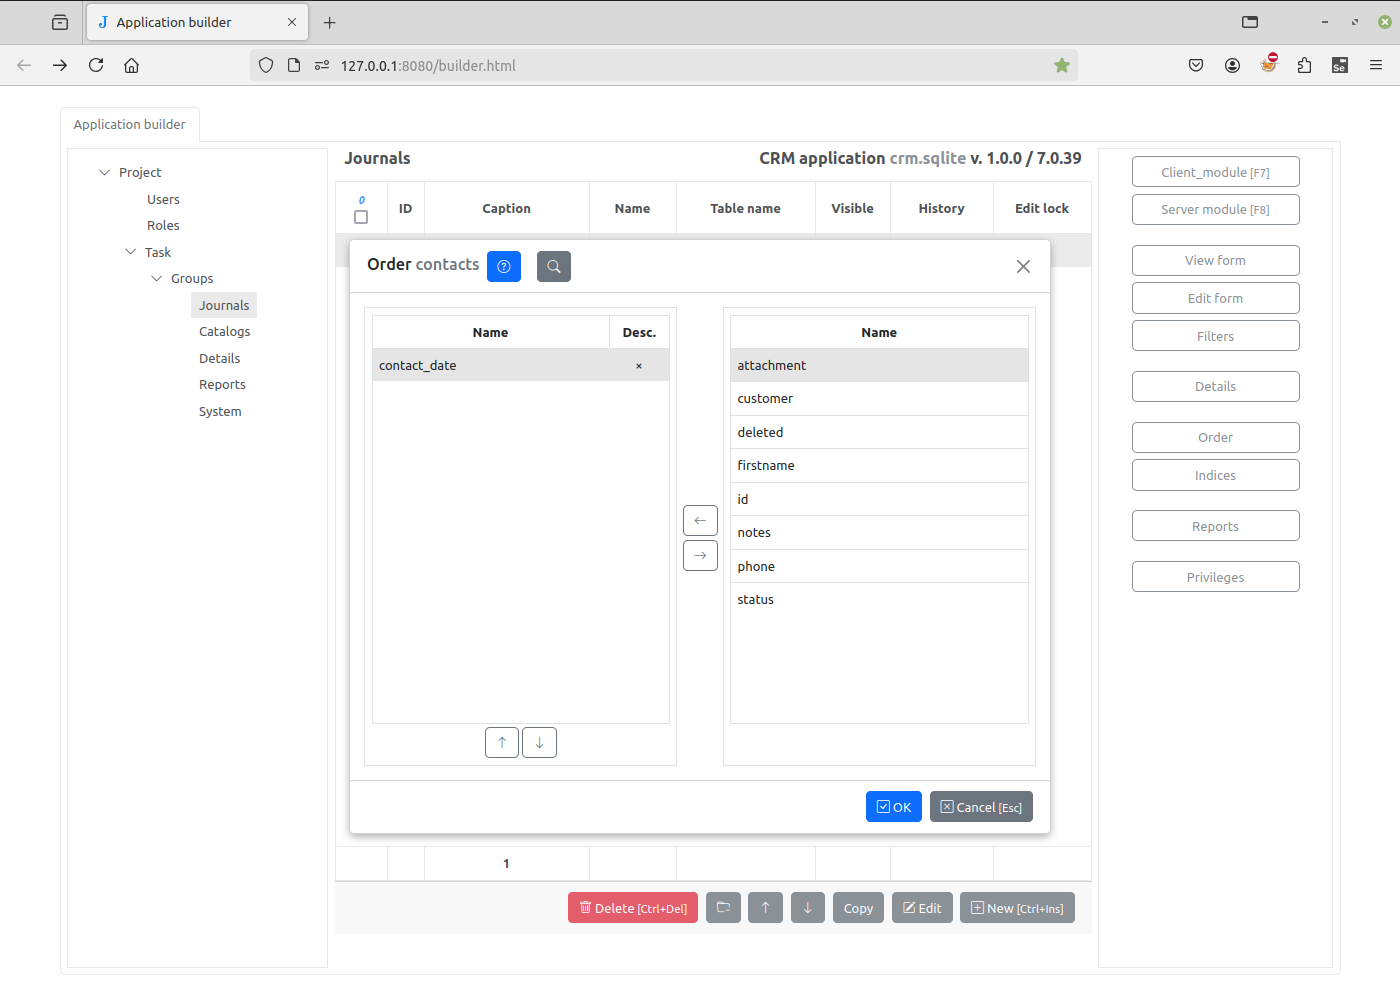 Application builder
127.0.0.1:8080/builder.html
Se
Application builder
Project
Users
Roles
Task
Groups
Journals
Catalogs
Details
Reports
System
Journals
CRM application crm.sqlite v. 1.0.0 / 7.0.39
0
ID Caption Name Table name Visible History Edit lock
Order contacts
Name Desc.
contact_date ×
Name
attachment
customer
deleted
firstname
id
notes
phone
status
OK Cancel [Esc]
1
Delete [Ctrl+Del] Copy Edit New [Ctrl+Ins]
Client_module [F7]
Server module [F8]
View form
Edit form
Filters
Details
Order
Indices
Reports
Privileges